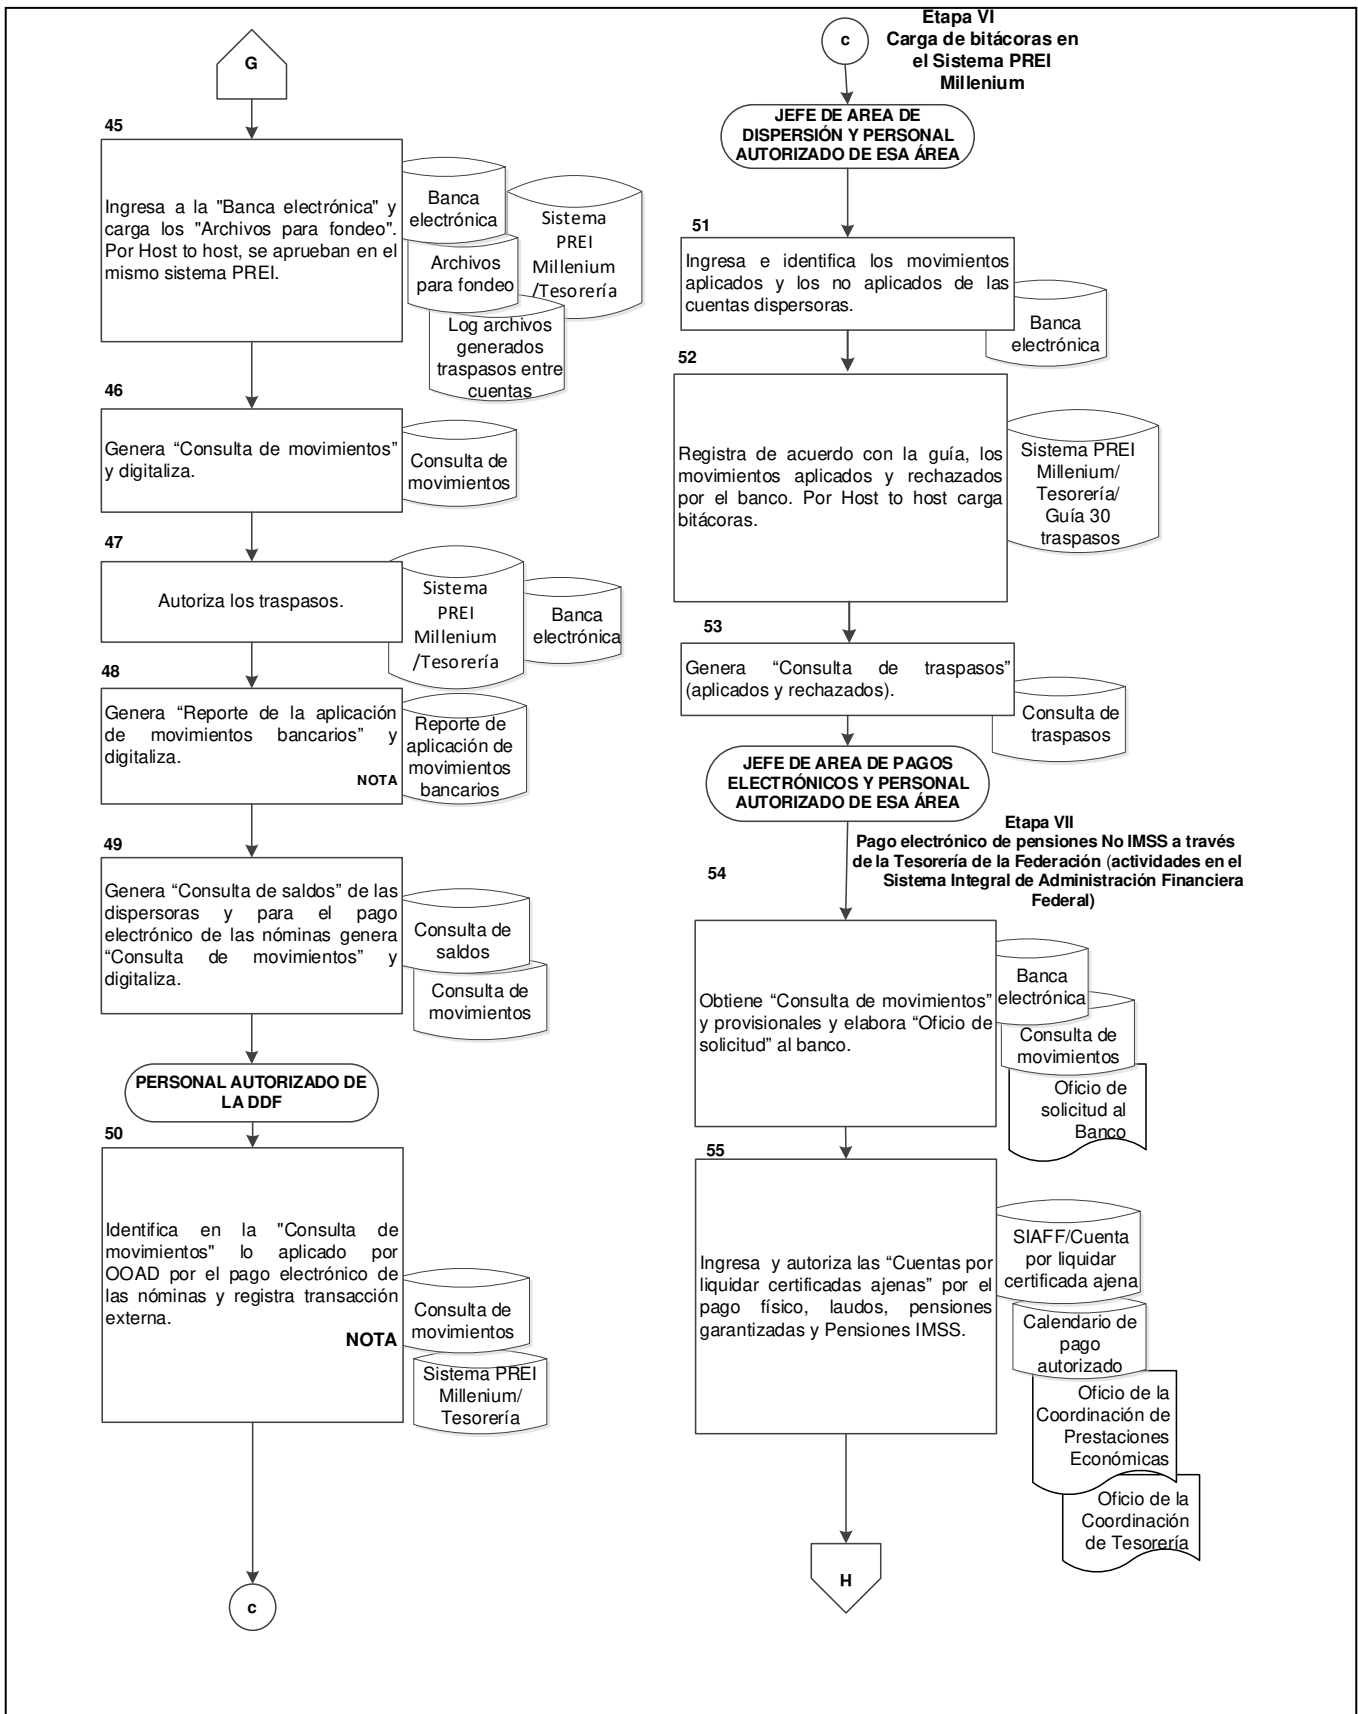 G
45
Ingresa a la "Banca electrónica" y
carga los "Archivos para fondeo".
Por Host to host, se aprueban en el
mismo sistema PREI.
Banca
electrónica
Archivos
para fondeo
Sistema
PREI
Millenium
/Tesorería
Log archivos
generados
traspasos entre
cuentas
46
Genera “Consulta de movimientos”
y digitaliza.
Consulta de
movimientos
47
Autoriza los traspasos.
Sistema
PREI
Millenium
/Tesorería
Banca
electrónica
48
Genera “Reporte de la aplicación
de movimientos bancarios” y
digitaliza.
NOTA
Reporte de
aplicación de
movimientos
bancarios
49
Genera “Consulta de saldos” de las
dispersoras y para el pago
electrónico de las nóminas genera
“Consulta de movimientos” y
digitaliza.
Consulta de
saldos
Consulta de
movimientos
PERSONAL AUTORIZADO DE
LA DDF
50
Identifica en la "Consulta de
movimientos" lo aplicado por
OOAD por el pago electrónico de
las nóminas y registra transacción
externa.
NOTA
Consulta de
movimientos
Sistema PREI
Millenium/
Tesorería
c
c
Etapa VI
Carga de bitácoras en
el Sistema PREI
Millenium
JEFE DE AREA DE
DISPERSIÓN Y PERSONAL
AUTORIZADO DE ESA ÁREA
51
Ingresa e identifica los movimientos
aplicados y los no aplicados de las
cuentas dispersoras.
Banca
electrónica
52
Registra de acuerdo con la guía, los
movimientos aplicados y rechazados
por el banco. Por Host to host carga
bitácoras.
Sistema PREI
Millenium/
Tesorería/
Guía 30
traspasos
53
Genera “Consulta de traspasos”
(aplicados y rechazados).
Consulta de
traspasos
JEFE DE AREA DE PAGOS
ELECTRÓNICOS Y PERSONAL
AUTORIZADO DE ESA ÁREA
Etapa VII
Pago electrónico de pensiones No IMSS a través
de la Tesorería de la Federación (actividades en el
Sistema Integral de Administración Financiera
Federal)
54
Obtiene “Consulta de movimientos”
y provisionales y elabora “Oficio de
solicitud” al banco.
Banca
electrónica
Consulta de
movimientos
Oficio de
solicitud al
Banco
55
Ingresa y autoriza las “Cuentas por
liquidar certificadas ajenas” por el
pago físico, laudos, pensiones
garantizadas y Pensiones IMSS.
SIAFF/Cuenta
por liquidar
certificada ajena
Calendario de
pago
autorizado
Oficio de la
Coordinación de
Prestaciones
Económicas
Oficio de la
Coordinación
de Tesorería
H